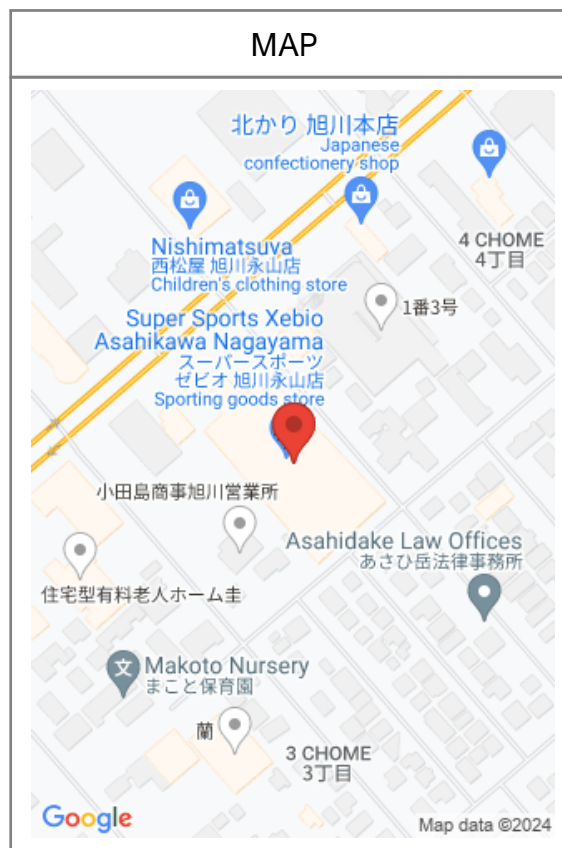 MAP
北かり 旭川本店
Japanese
confectionery shop
4 CHOME
4丁目
Nishimatsuya
西松屋 旭川永山店
Children's clothing store
1番3号
Super Sports Xebio
Asahikawa Nagayama
スーパースポーツ
ゼビオ 旭川永山店
Sporting goods store
小田島商事旭川営業所
Asahidake Law Offices
あさひ岳法律事務所
住宅型有料老人ホーム圭
文
Makoto Nursery
まこと保育園
蘭
3 CHOME
3丁目
Google
Map data ©2024